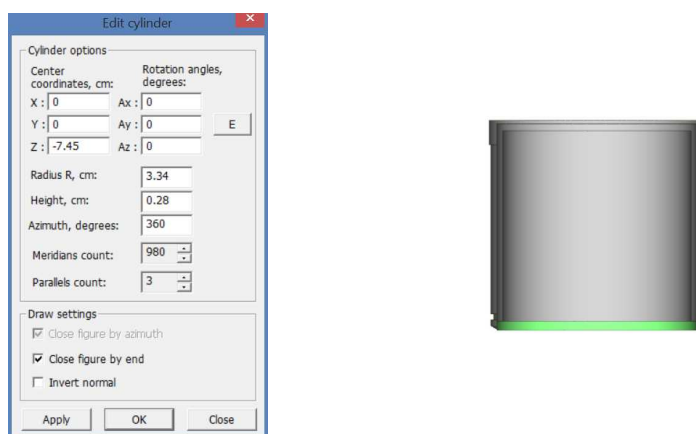 Edit cylinder
Cylinder options
Center coordinates, cm:
Rotation angles, degrees:
X : 0 Ax : 0
Y : 0 Ay : 0 E
Z : -7.45 Az : 0
Radius R, cm: 3.34
Height, cm: 0.28
Azimuth, degrees: 360
Meridians count: 980
Parallels count: 3
Draw settings
Close figure by azimuth
Close figure by end
Invert normal
Apply OK Close